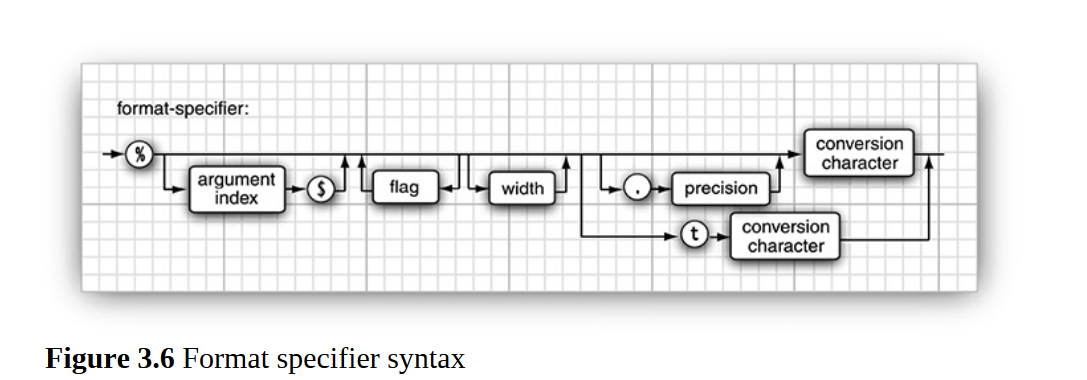 format-specifier:
%
argument
index
$
flag
width
.
precision
conversion
character
t
conversion
character
Figure 3.6 Format specifier syntax